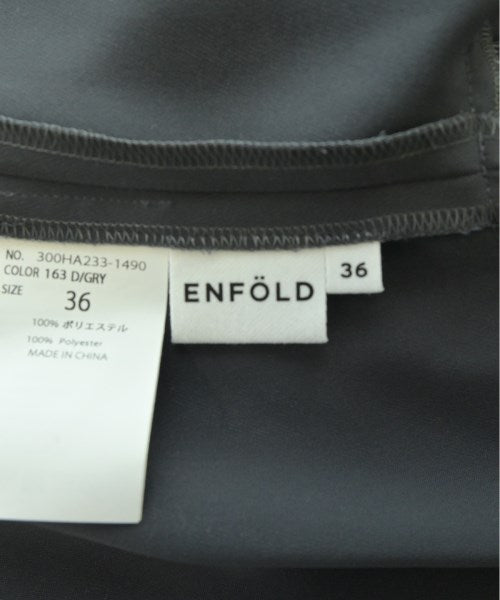 NO. 300HA233-1490
COLOR 163 D/GRY
SIZE
36
100% ポリエステル
100% Polyester
MADE IN CHINA
ENFÖLD
36